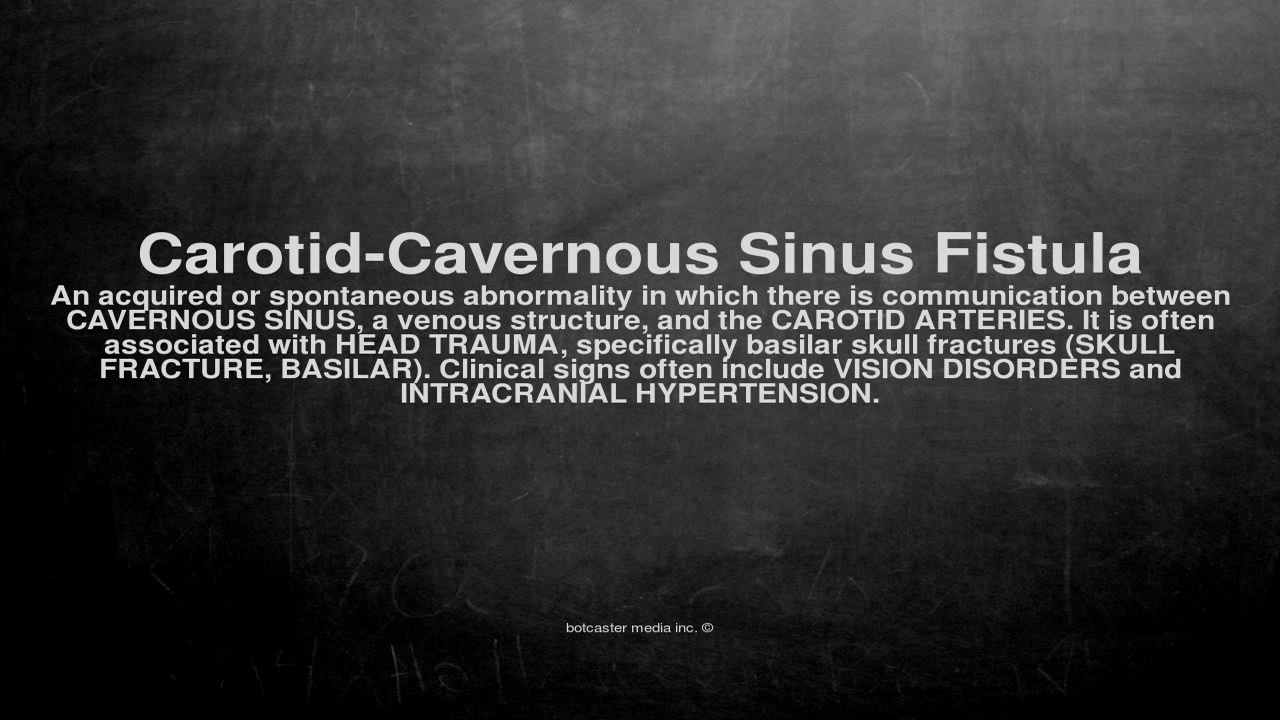 Carotid-Cavernous Sinus Fistula
An acquired or spontaneous abnormality in which there is communication between
CAVERNOUS SINUS, a venous structure, and the CAROTID ARTERIES. It is often
associated with HEAD TRAUMA, specifically basilar skull fractures (SKULL
FRACTURE, BASILAR). Clinical signs often include VISION DISORDERS and
INTRACRANIAL HYPERTENSION.
botcaster media inc. ©